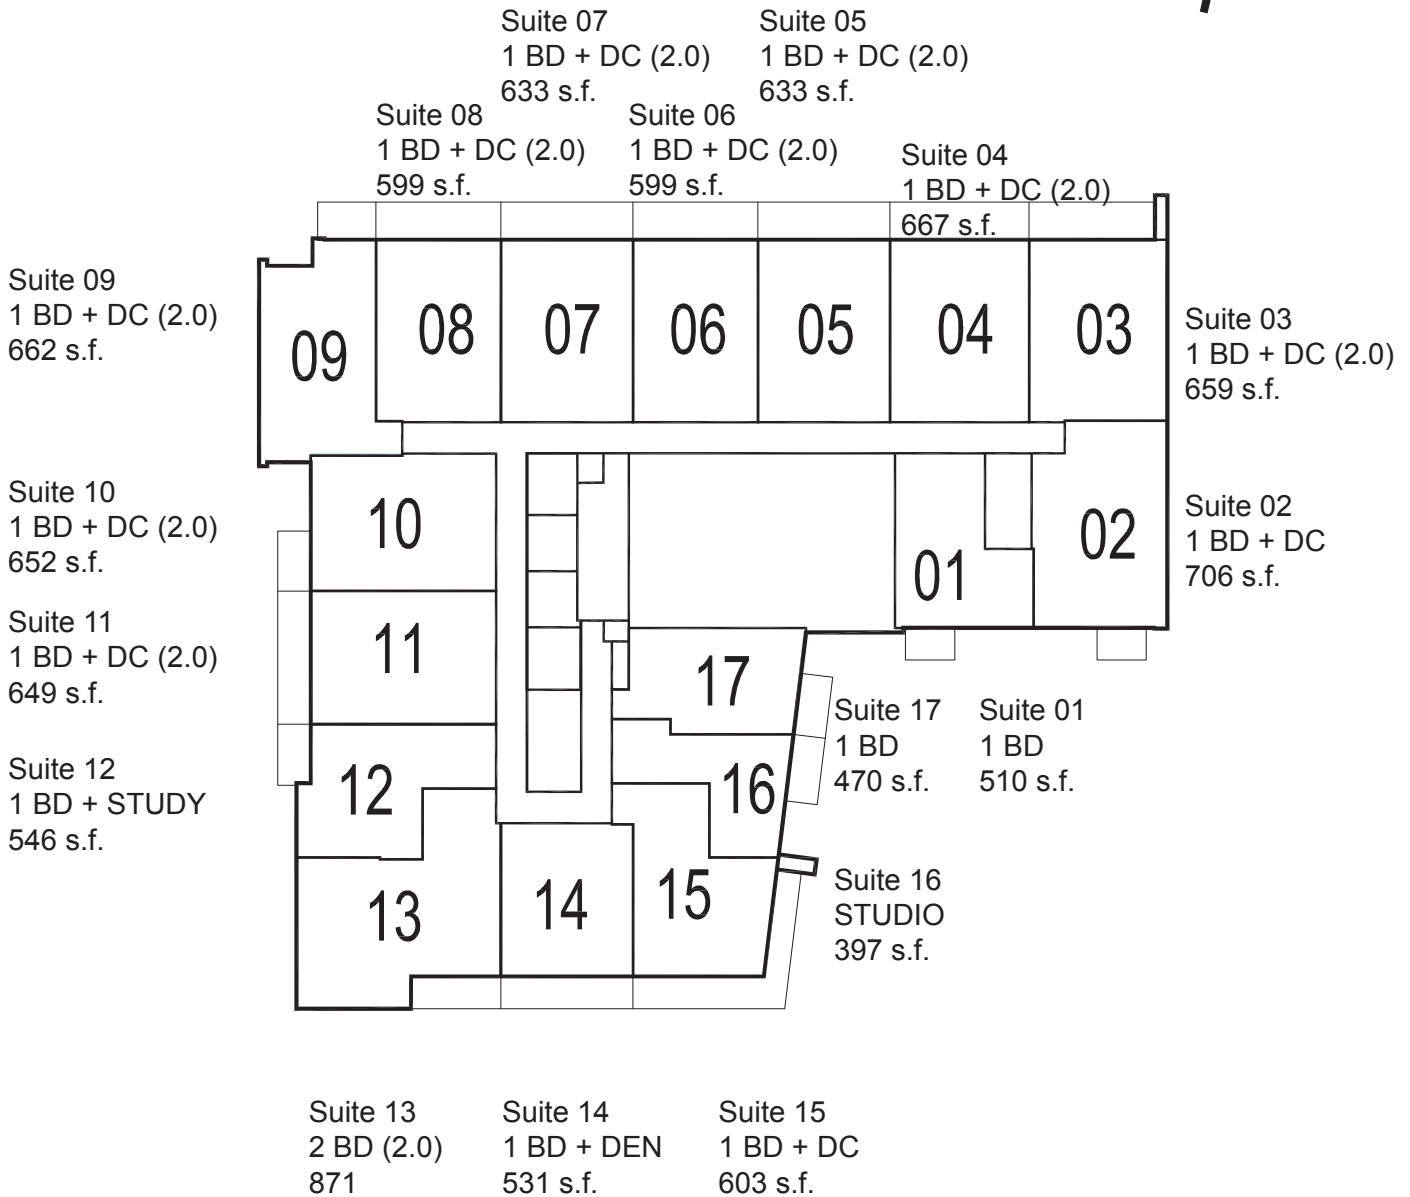 Suite 07
1 BD + DC (2.0)
633 s.f.
Suite 05
1 BD + DC (2.0)
633 s.f.
Suite 08
1 BD + DC (2.0)
599 s.f.
Suite 06
1 BD + DC (2.0)
599 s.f.
Suite 04
1 BD + DC (2.0)
667 s.f.
Suite 09
1 BD + DC (2.0)
662 s.f.
09
08
07
06
05
04
03
Suite 03
1 BD + DC (2.0)
659 s.f.
Suite 10
1 BD + DC (2.0)
652 s.f.
10
01
02
Suite 02
1 BD + DC
706 s.f.
Suite 11
1 BD + DC (2.0)
649 s.f.
11
17
Suite 17
1 BD
470 s.f.
Suite 01
1 BD
510 s.f.
Suite 12
1 BD + STUDY
546 s.f.
12
16
13
14
15
Suite 16
STUDIO
397 s.f.
Suite 13
2 BD (2.0)
871
Suite 14
1 BD + DEN
531 s.f.
Suite 15
1 BD + DC
603 s.f.